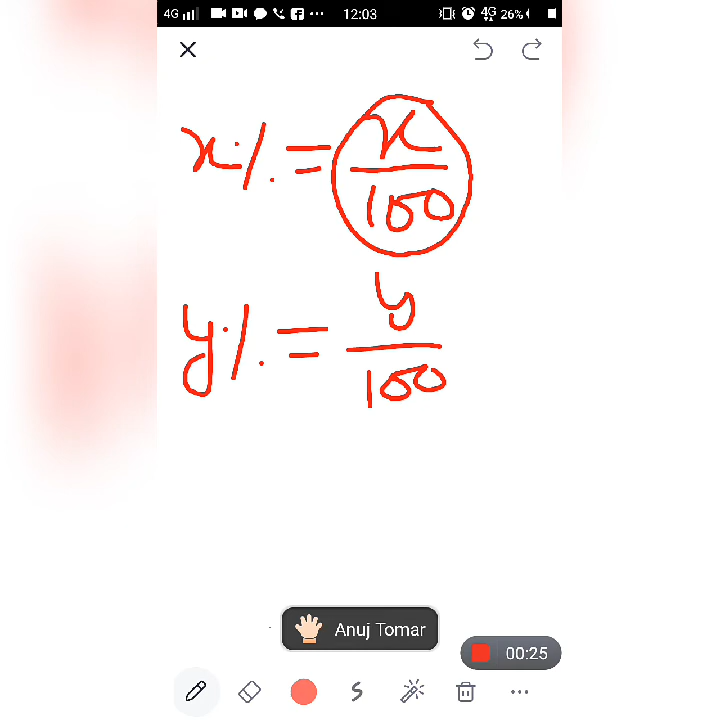 4G 12:03 4G 26%
x% = x/100
y% = y/100
Anuj Tomar
00:25